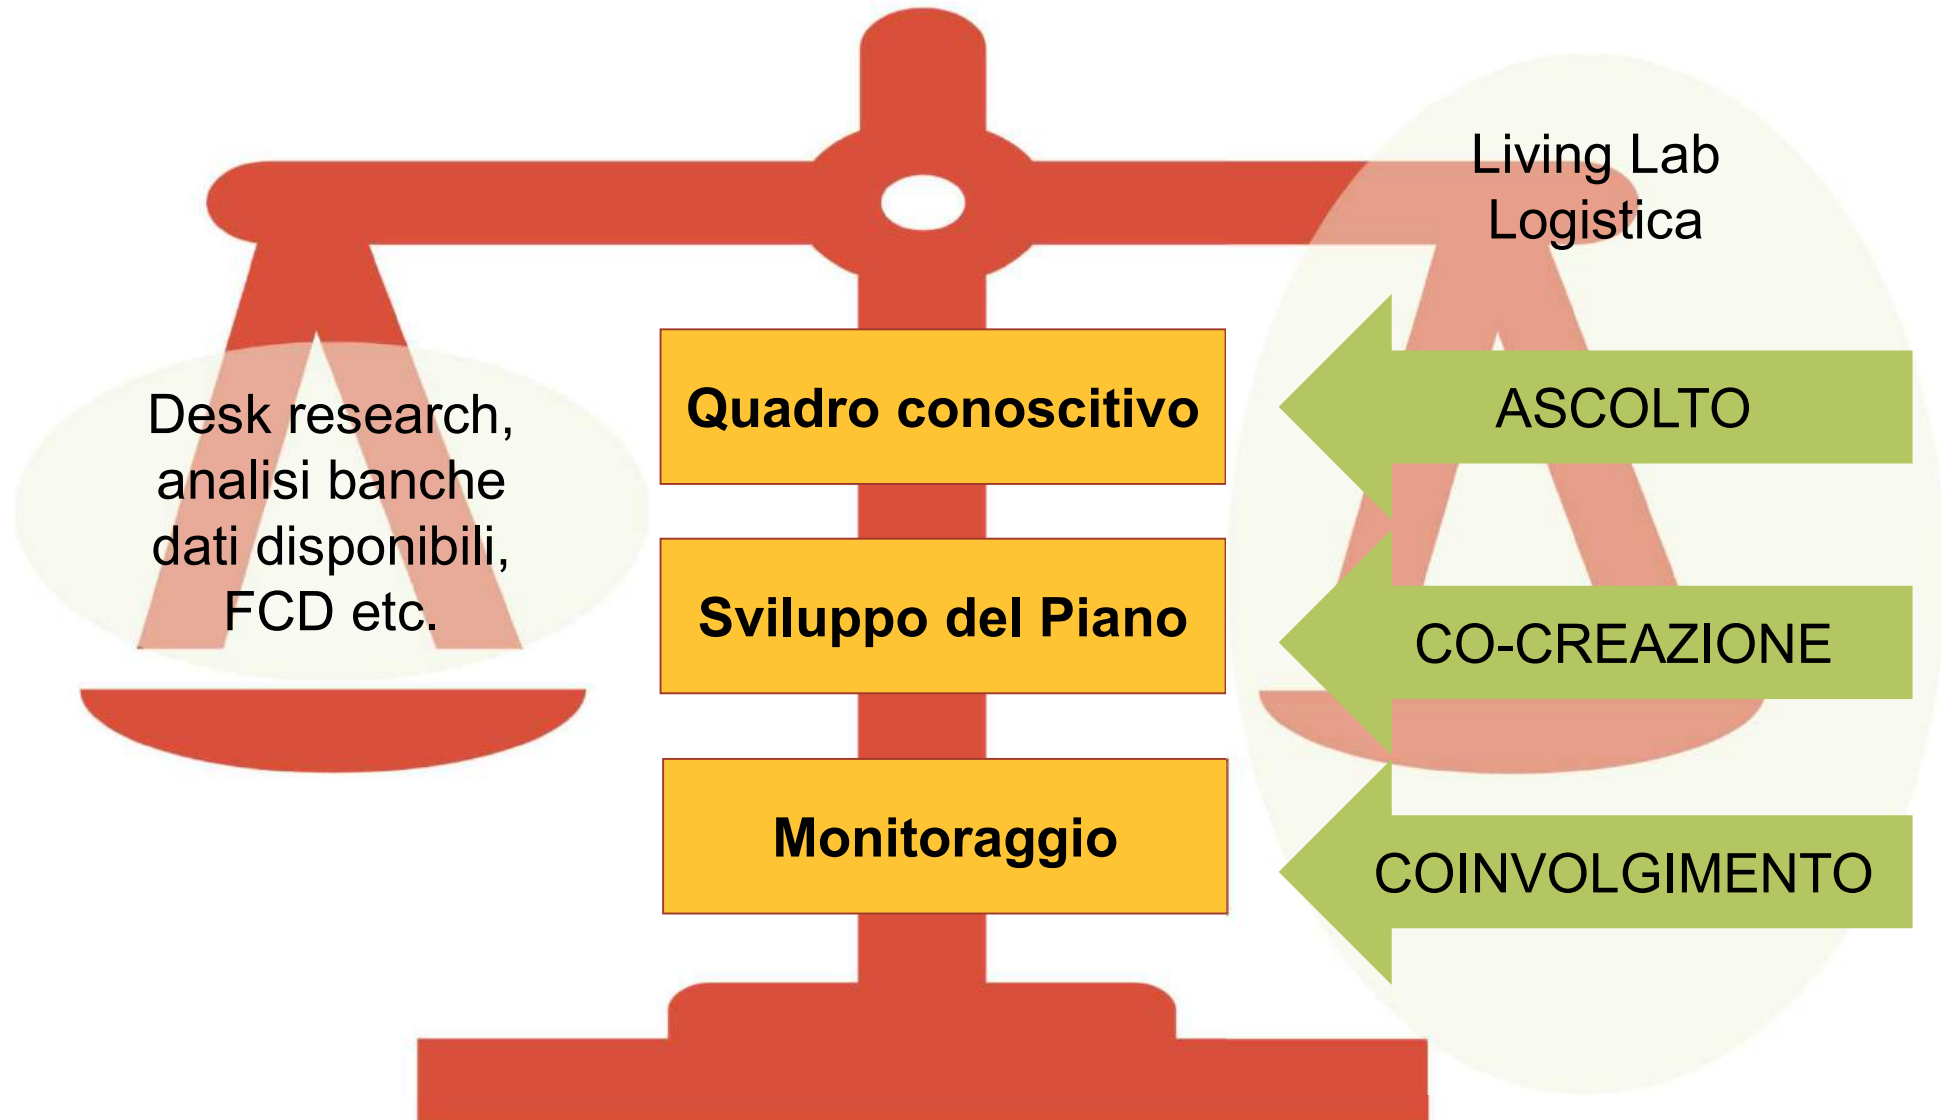 Living Lab
Logistica
Desk research,
analisi banche
dati disponibili,
FCD etc.
Quadro conoscitivo
ASCOLTO
Sviluppo del Piano
CO-CREAZIONE
Monitoraggio
COINVOLGIMENTO